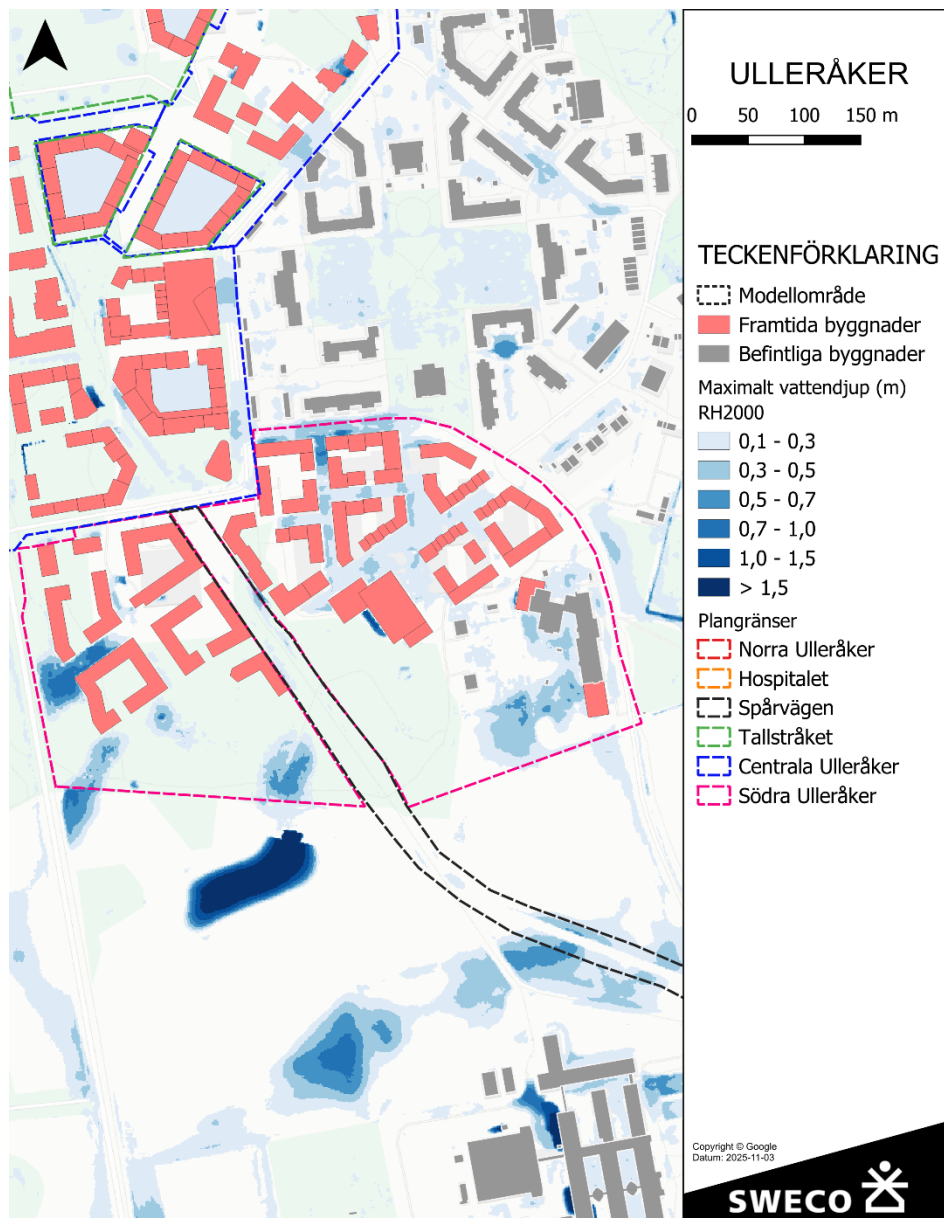 ULLERÅKER
0 50 100 150 m
TECKENFÖRKLARING
Modellområde
Framtida byggnader
Befintliga byggnader
Maximalt vattendjup (m)
RH2000
0,1 - 0,3
0,3 - 0,5
0,5 - 0,7
0,7 - 1,0
1,0 - 1,5
> 1,5
Plangränser
Norra Ulleråker
Hospitalet
Spårvägen
Tallstråket
Centrala Ulleråker
Södra Ulleråker
Copyright © Google
Datum: 2025-11-03
SWECO